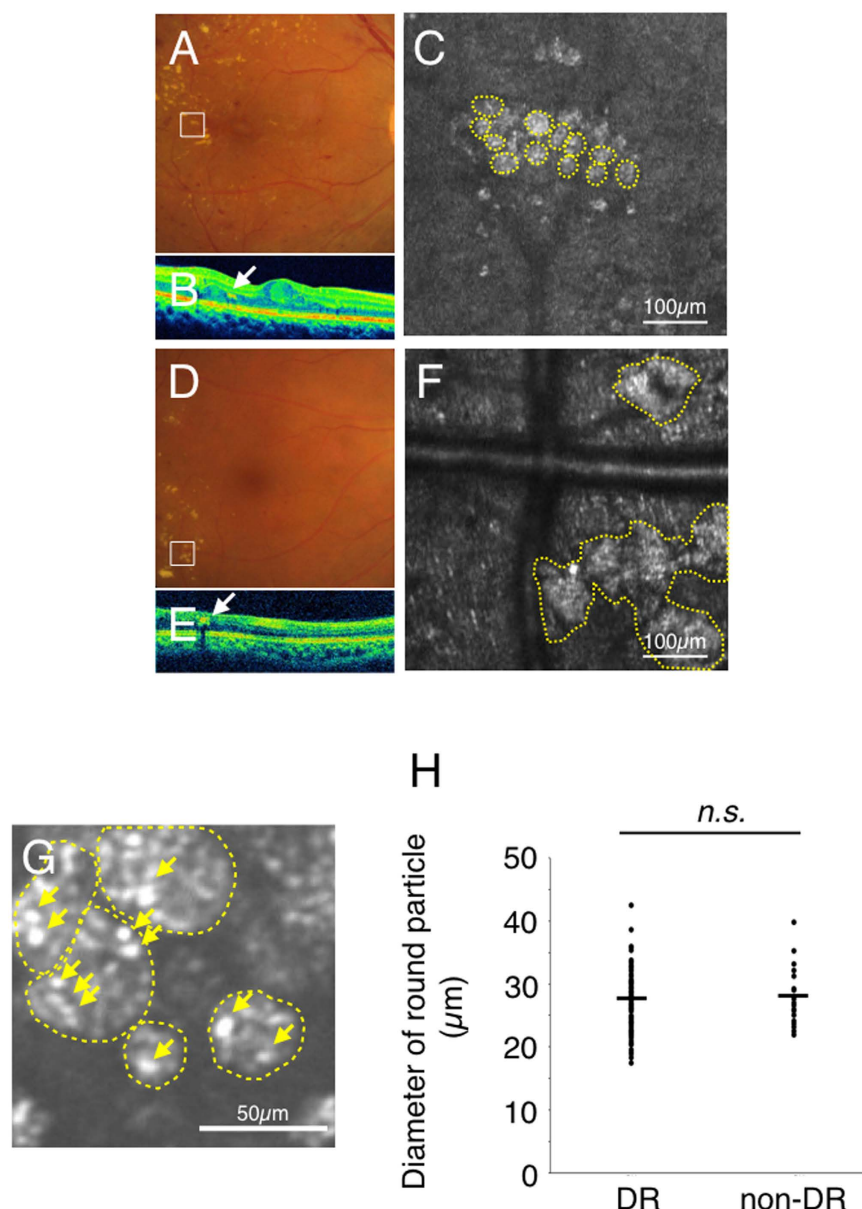 A
C
B
100µm
D
F
E
100µm
H
G
50µm
n.s.
Diameter of round particle
(µm)
50
40
30
20
10
0
DR
non-DR